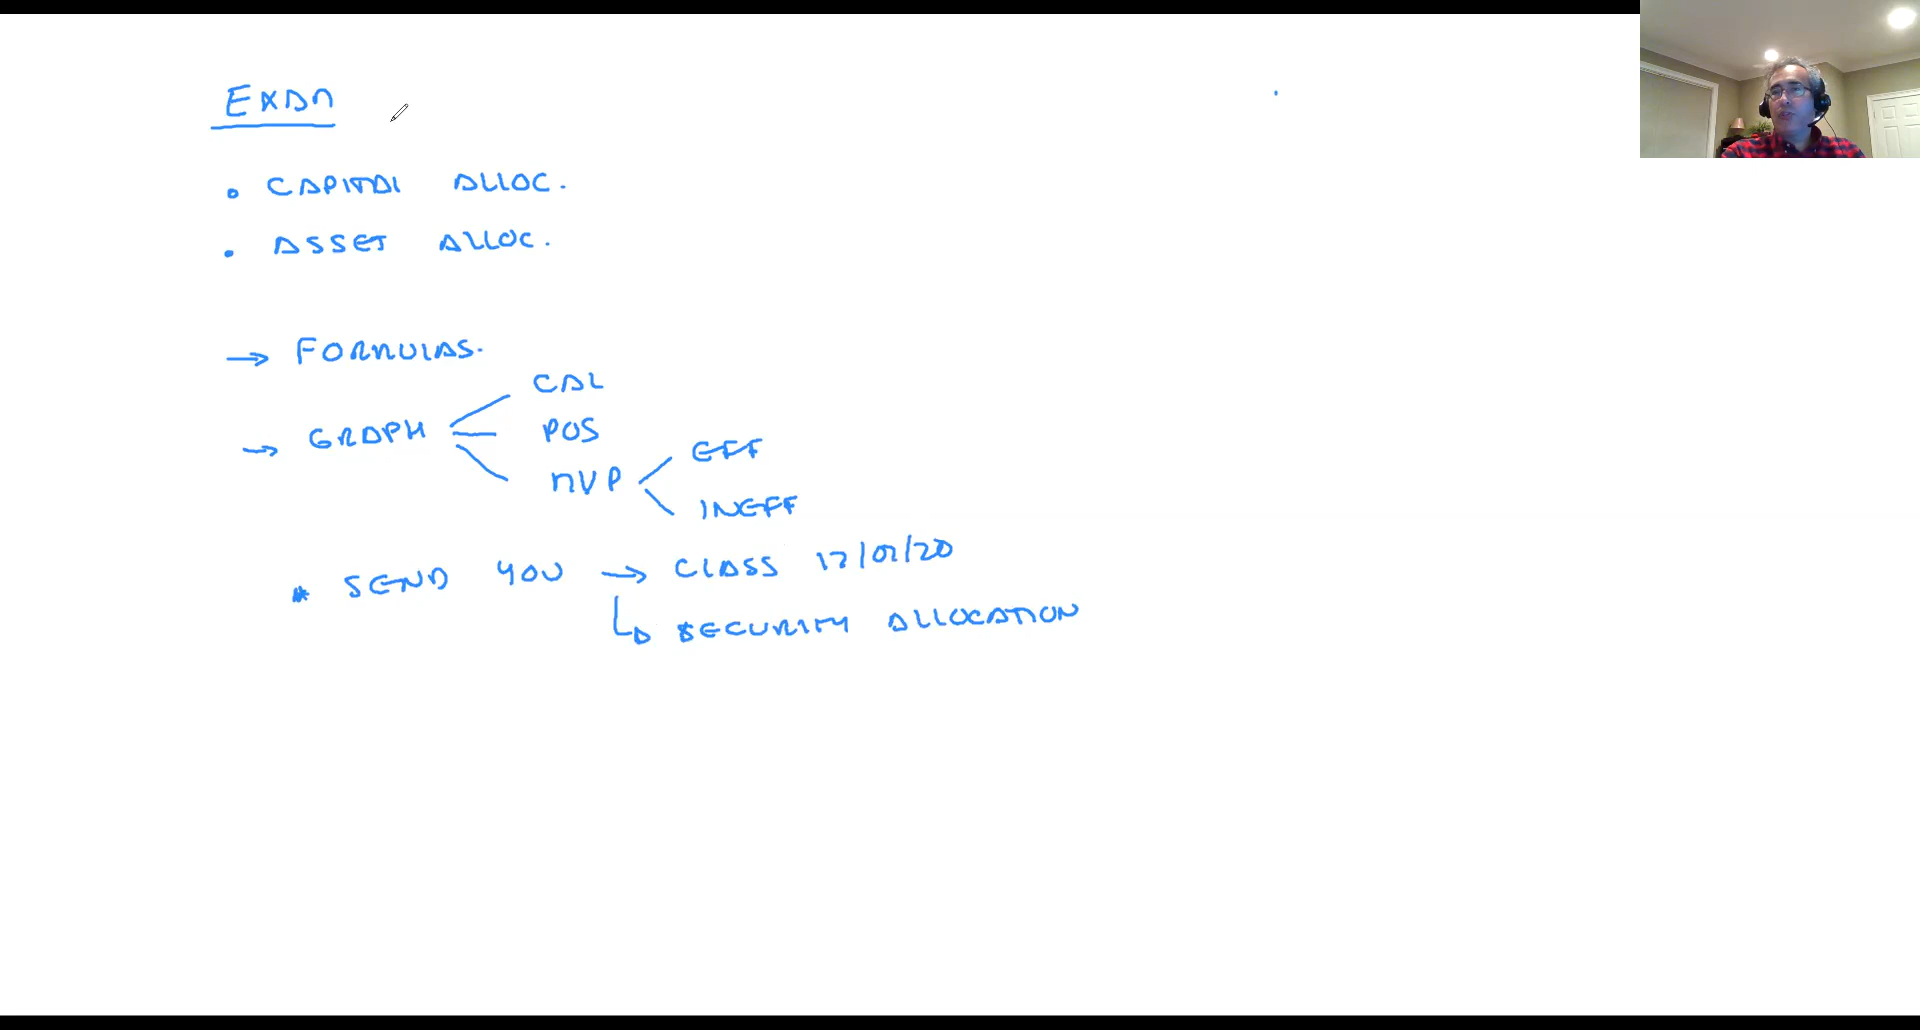 EXAM
• CAPITAL ALLOC.
• ASSET ALLOC.
→ FORMULAS.
→ GRAPH
CAL
POS
MVP
EFF
INEFF
* SEND YOU → CLASS 12/01/20
↳ SECURITY ALLOCATION